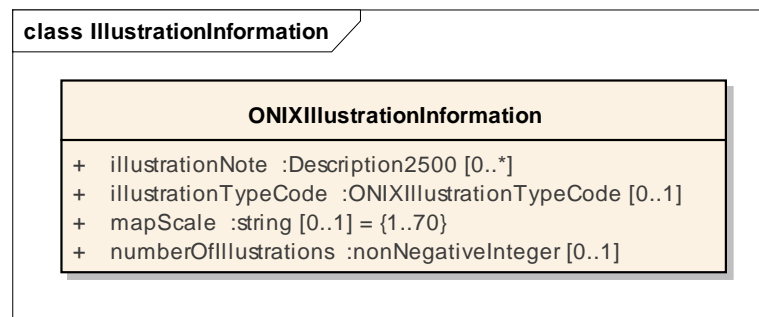 class IllustrationInformation
ONIXIllustrationInformation
+ illustrationNote :Description2500 [0..*]
+ illustrationTypeCode :ONIXIllustrationTypeCode [0..1]
+ mapScale :string [0..1] = {1..70}
+ numberOfIllustrations :nonNegativeInteger [0..1]